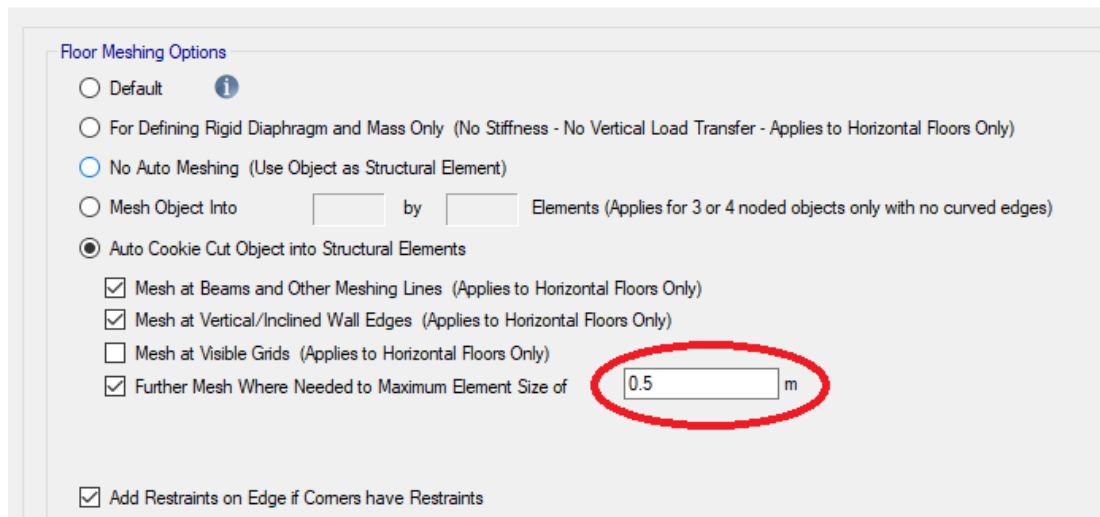 Floor Meshing Options
Default
For Defining Rigid Diaphragm and Mass Only (No Stiffness - No Vertical Load Transfer - Applies to Horizontal Floors Only)
No Auto Meshing (Use Object as Structural Element)
Mesh Object Into by Elements (Applies for 3 or 4 noded objects only with no curved edges)
Auto Cookie Cut Object into Structural Elements
Mesh at Beams and Other Meshing Lines (Applies to Horizontal Floors Only)
Mesh at Vertical/Inclined Wall Edges (Applies to Horizontal Floors Only)
Mesh at Visible Grids (Applies to Horizontal Floors Only)
Further Mesh Where Needed to Maximum Element Size of 0.5 m
Add Restraints on Edge if Corners have Restraints